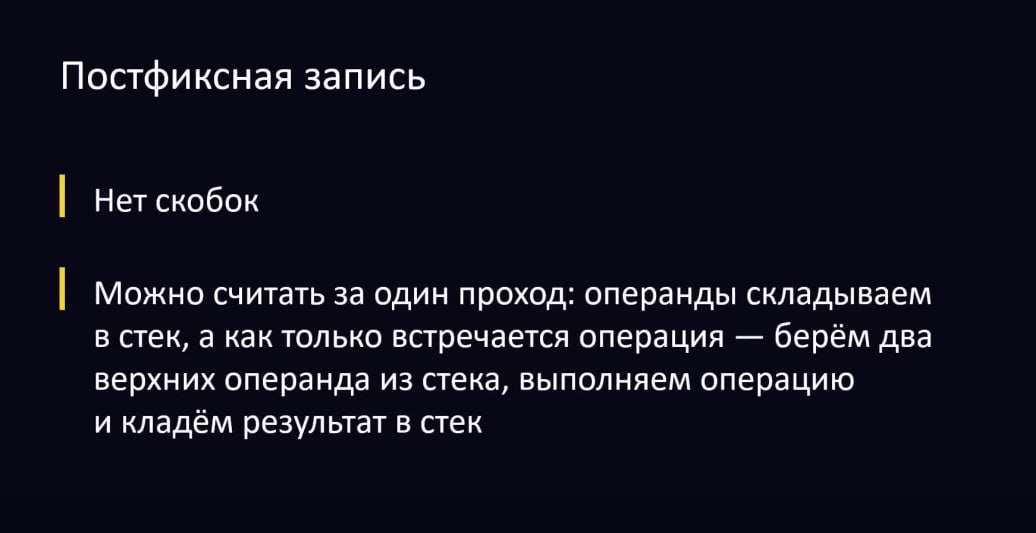 Постфиксная запись
Нет скобок
Можно считать за один проход: операнды складываем
в стек, а как только встречается операция — берём два
верхних операнда из стека, выполняем операцию
и кладём результат в стек